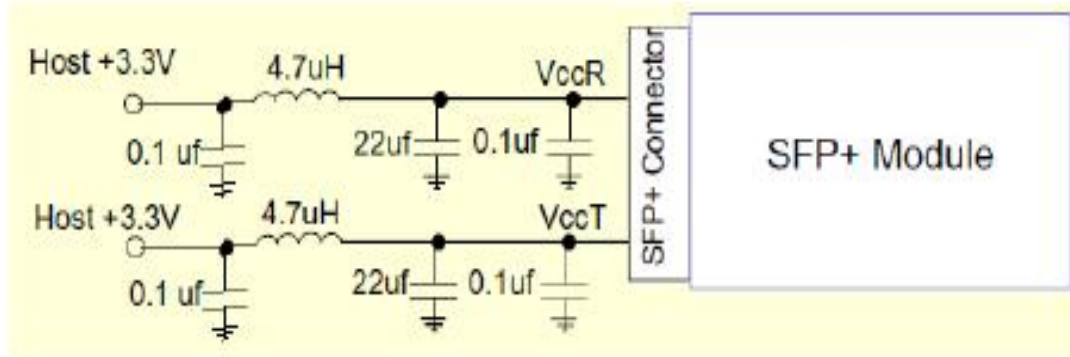 Host +3.3V
4.7uH
VccR
0.1 uf
22uf
0.1uf
Host +3.3V
4.7uH
VccT
0.1 uf
22uf
0.1uf
SFP+ Connector
SFP+ Module